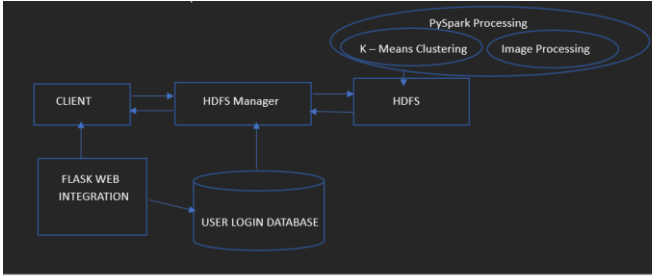 PySpark Processing
K – Means Clustering
Image Processing
CLIENT
HDFS Manager
HDFS
FLASK WEB
INTEGRATION
USER LOGIN DATABASE